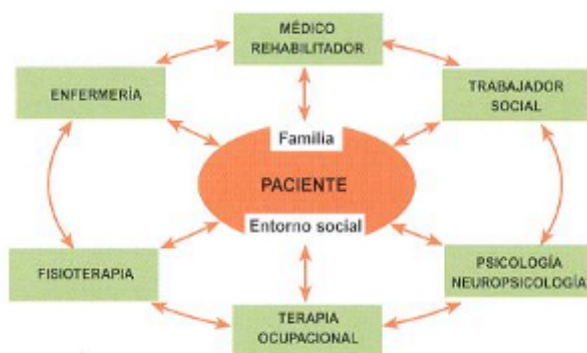 MÉDICO
REHABILITADOR
ENFERMERÍA
TRABAJADOR
SOCIAL
Familia
PACIENTE
Entorno social
FISIOTERAPIA
PSICOLOGÍA
NEUROPSICOLOGÍA
TERAPIA
OCUPACIONAL